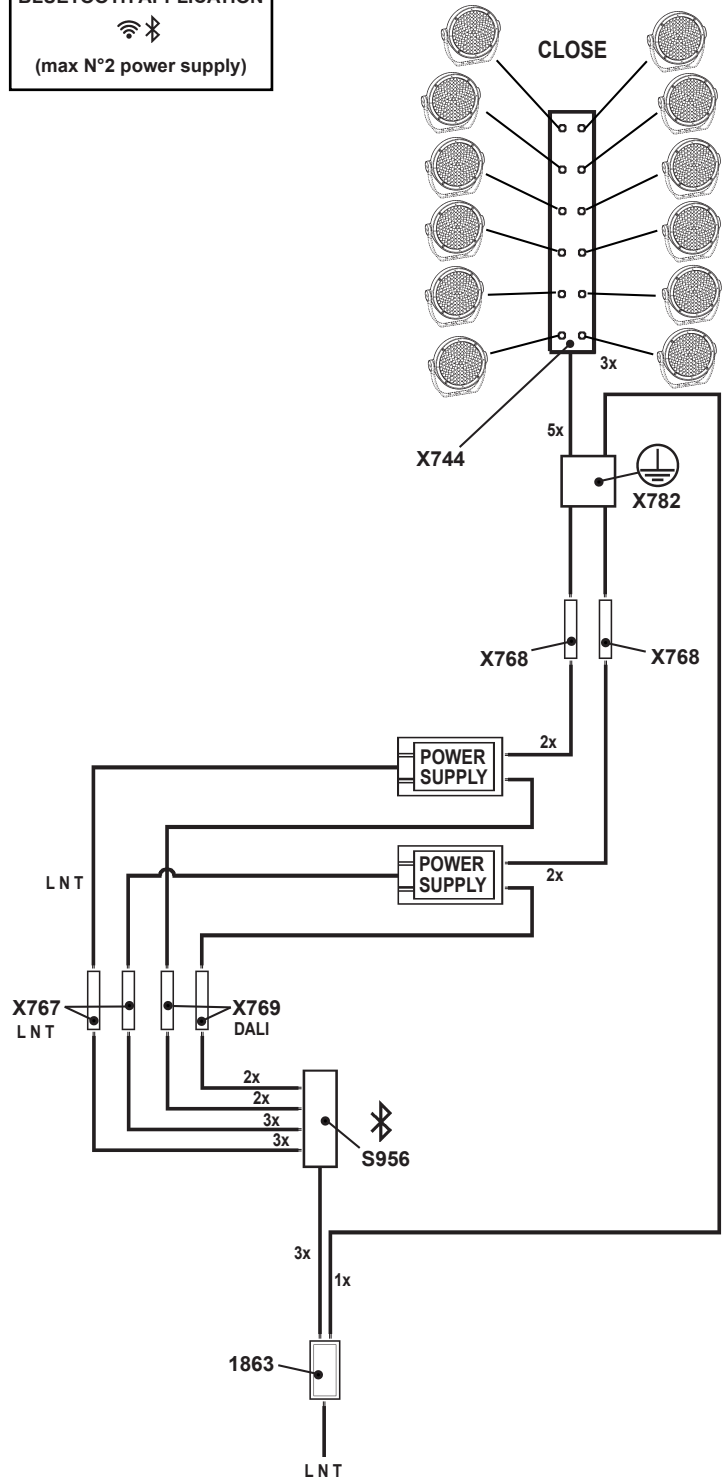 BLUETOOTH APPLICATION
(max N°2 power supply)
CLOSE
3x
5x
X744
X782
X768
X768
2x
POWER
SUPPLY
POWER
SUPPLY
2x
L N T
X767
L N T
X769
DALI
2x
2x
3x
3x
S956
3x
1x
1863
L N T